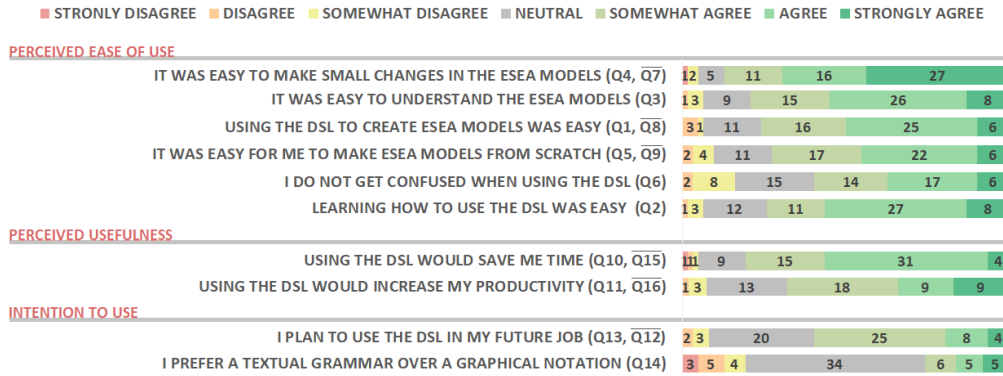 STRONLY DISAGREE DISAGREE SOMEWHAT DISAGREE NEUTRAL SOMEWHAT AGREE AGREE STRONGLY AGREE
PERCEIVED EASE OF USE
IT WAS EASY TO MAKE SMALL CHANGES IN THE ESEA MODELS (Q4, Q7) 1 2 5 11 16 27
IT WAS EASY TO UNDERSTAND THE ESEA MODELS (Q3) 1 3 9 15 26 8
USING THE DSL TO CREATE ESEA MODELS WAS EASY (Q1, Q8) 3 1 11 16 25 6
IT WAS EASY FOR ME TO MAKE ESEA MODELS FROM SCRATCH (Q5, Q9) 2 4 11 17 22 6
I DO NOT GET CONFUSED WHEN USING THE DSL (Q6) 2 8 15 14 17 6
LEARNING HOW TO USE THE DSL WAS EASY (Q2) 1 3 12 11 27 8
PERCEIVED USEFULNESS
USING THE DSL WOULD SAVE ME TIME (Q10, Q15) 1 1 1 9 15 31 4
USING THE DSL WOULD INCREASE MY PRODUCTIVITY (Q11, Q16) 1 3 13 18 9 9
INTENTION TO USE
I PLAN TO USE THE DSL IN MY FUTURE JOB (Q13, Q12) 2 3 20 25 8 4
I PREFER A TEXTUAL GRAMMAR OVER A GRAPHICAL NOTATION (Q14) 3 5 4 34 6 5 5